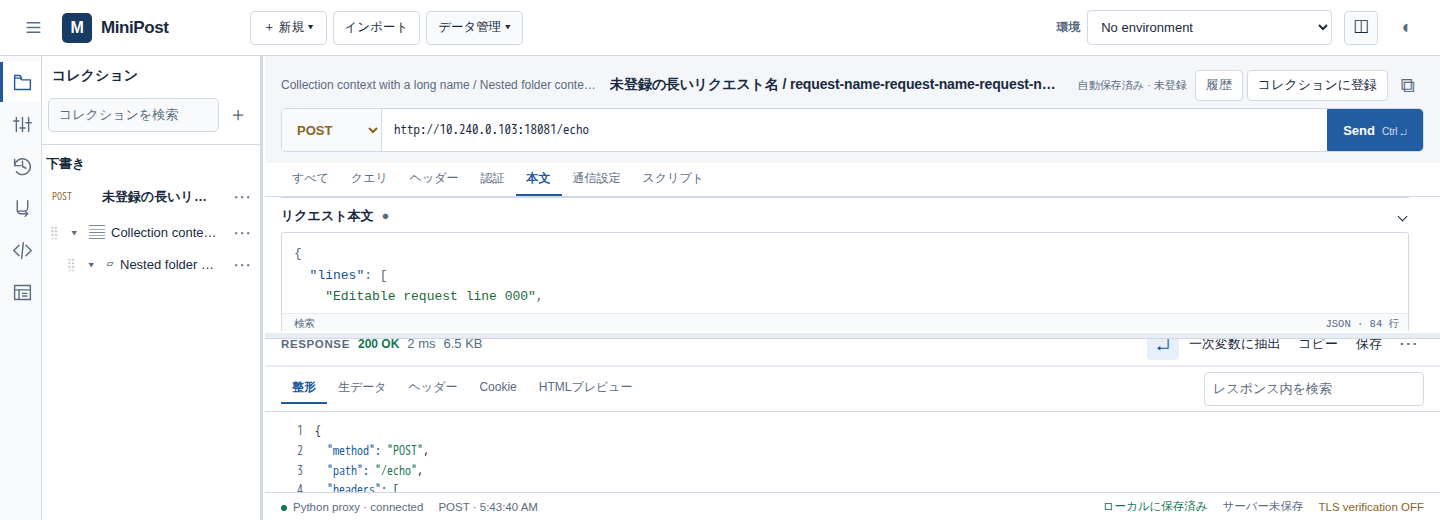 M MiniPost ＋ 新規 ▾ インポート データ管理 ▾ 環境 No environment
コレクション
コレクションを検索 ＋
下書き
POST 未登録の長いリ… ···
Collection conte… ···
Nested folder … ···
Collection context with a long name / Nested folder conte… 未登録の長いリクエスト名 / request-name-request-name-request-n… 自動保存済み · 未登録 履歴 コレクションに登録
POST http://10.240.0.103:18081/echo Send Ctrl ⏎
すべて クエリ ヘッダー 認証 本文 通信設定 スクリプト
リクエスト本文 ●
{
"lines": [
"Editable request line 000",
検索 JSON · 84 行
RESPONSE 200 OK 2 ms 6.5 KB 一次変数に抽出 コピー 保存 ···
整形 生データ ヘッダー Cookie HTMLプレビュー レスポンス内を検索
1 {
2 "method": "POST",
3 "path": "/echo",
4 "headers": [
Python proxy · connected POST · 5:43:40 AM ローカルに保存済み サーバー未保存 TLS verification OFF